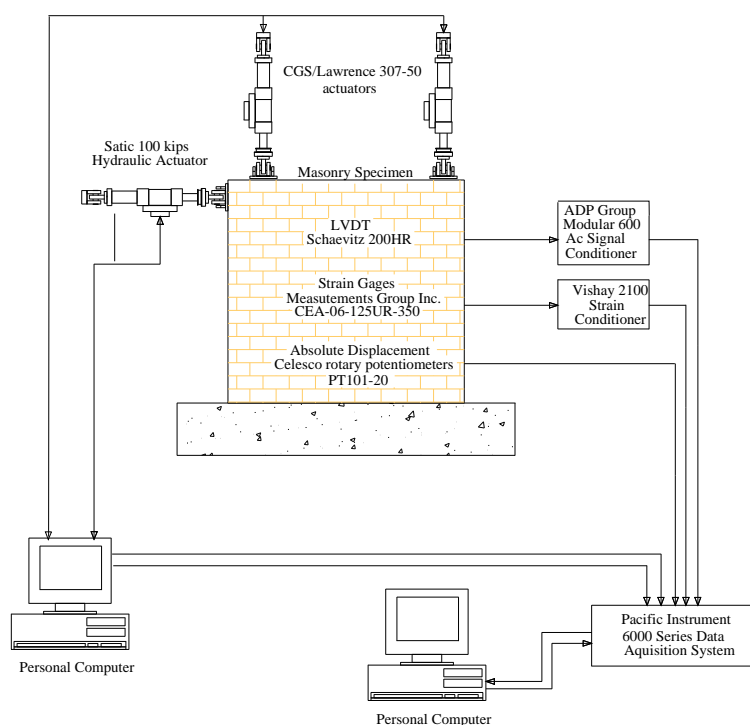 CGS/Lawrence 307-50
actuators
Satic 100 kips
Hydraulic Actuator
Masonry Specimen
LVDT
Schaevitz 200HR
ADP Group
Modular 600
Ac Signal
Conditioner
Strain Gages
Measutements Group Inc.
CEA-06-125UR-350
Vishay 2100
Strain
Conditioner
Absolute Displacement
Celesco rotary potentiometers
PT101-20
Personal Computer
Pacific Instrument
6000 Series Data
Aquisition System
Personal Computer